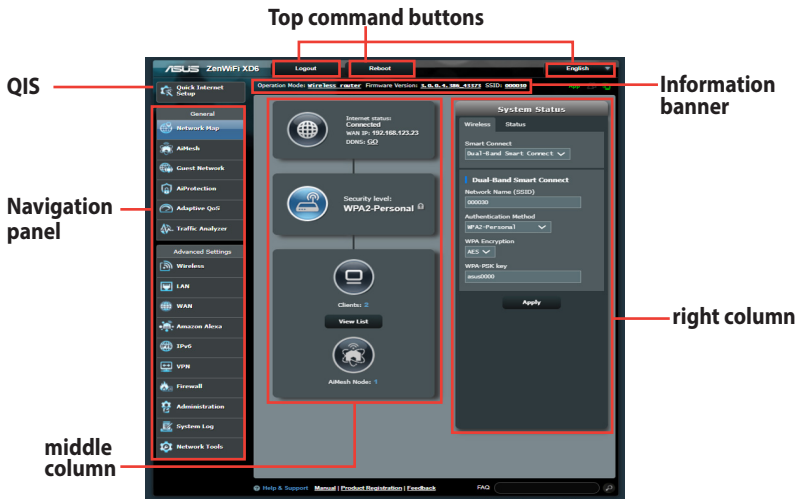 Top command buttons
QIS
Information
banner
Navigation
panel
right column
middle
column
ASUS ZenWiFi XD6
Logout
Reboot
English
Quick Internet
Setup
Operation Mode: Wireless router Firmware Version: 3.0.0.4.386_43373 SSID: 000030
App
General
Network Map
AiMesh
Guest Network
AiProtection
Adaptive QoS
Traffic Analyzer
Advanced Settings
Wireless
LAN
WAN
Amazon Alexa
IPv6
VPN
Firewall
Administration
System Log
Network Tools
Internet status:
Connected
WAN IP: 192.168.123.23
DDNS: GO
Security level:
WPA2-Personal
Clients: 2
View List
AiMesh Node: 1
System Status
Wireless Status
Smart Connect
Dual-Band Smart Connect
Dual-Band Smart Connect
Network Name (SSID)
000030
Authentication Method
WPA2-Personal
WPA Encryption
AES
WPA-PSK key
asus0000
Apply
Help & Support Manual | Product Registration | Feedback FAQ